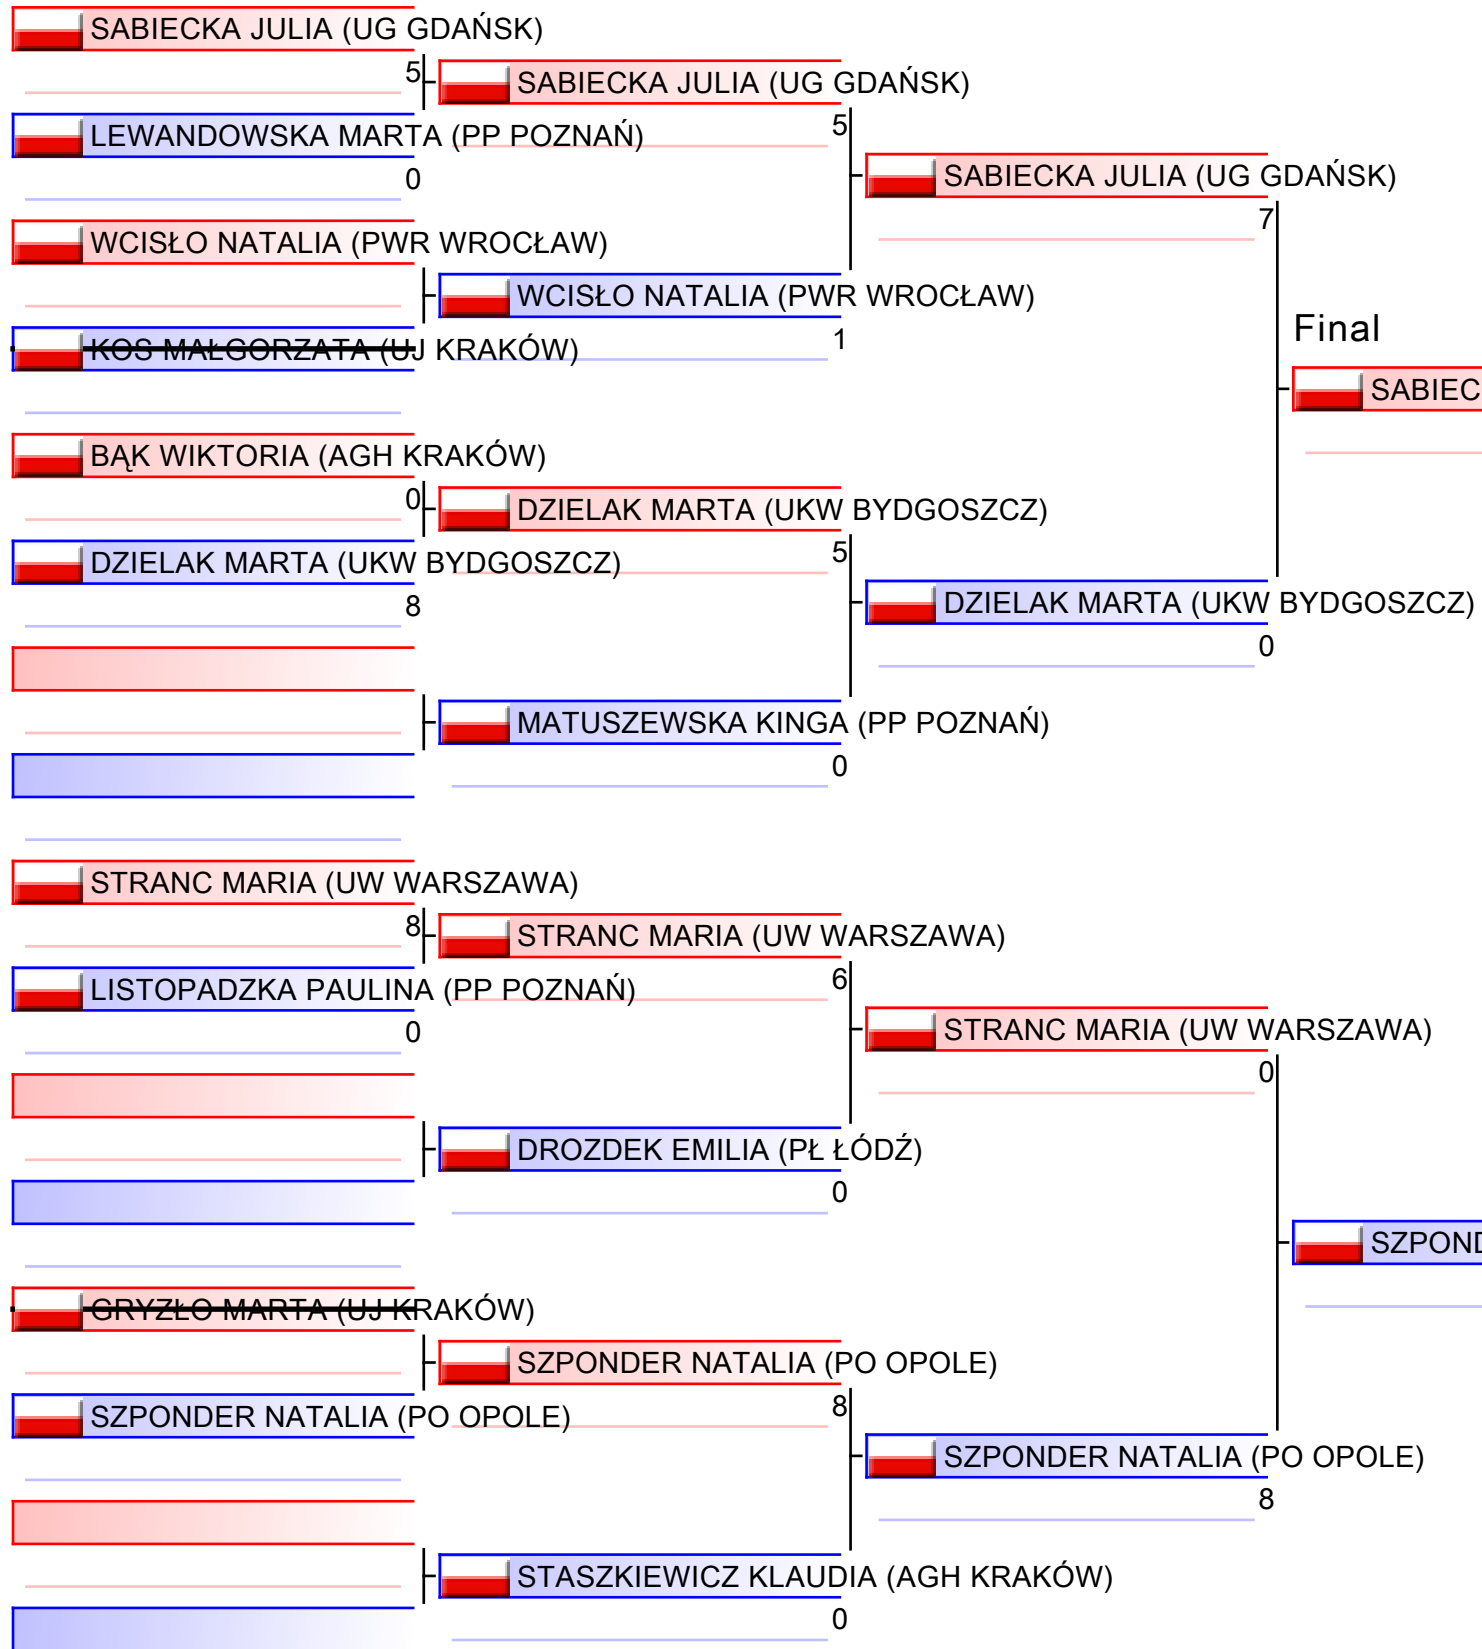 SABIECKA JULIA (UG GDAŃSK)
5
SABIECKA JULIA (UG GDAŃSK)
5
LEWANDOWSKA MARTA (PP POZNAŃ)
0
SABIECKA JULIA (UG GDAŃSK)
7
WCISŁO NATALIA (PWR WROCŁAW)
WCISŁO NATALIA (PWR WROCŁAW)
1
KOS MAŁGORZATA (UJ KRAKÓW)
Final
SABIEC
BĄK WIKTORIA (AGH KRAKÓW)
0
DZIELAK MARTA (UKW BYDGOSZCZ)
5
DZIELAK MARTA (UKW BYDGOSZCZ)
8
DZIELAK MARTA (UKW BYDGOSZCZ)
0
MATUSZEWSKA KINGA (PP POZNAŃ)
0
STRANC MARIA (UW WARSZAWA)
8
STRANC MARIA (UW WARSZAWA)
6
LISTOPADZKA PAULINA (PP POZNAŃ)
0
STRANC MARIA (UW WARSZAWA)
0
DROZDEK EMILIA (PŁ ŁÓDŹ)
0
SZPOND
GRYZŁO MARTA (UJ KRAKÓW)
SZPONDER NATALIA (PO OPOLE)
8
SZPONDER NATALIA (PO OPOLE)
SZPONDER NATALIA (PO OPOLE)
8
STASZKIEWICZ KLAUDIA (AGH KRAKÓW)
0